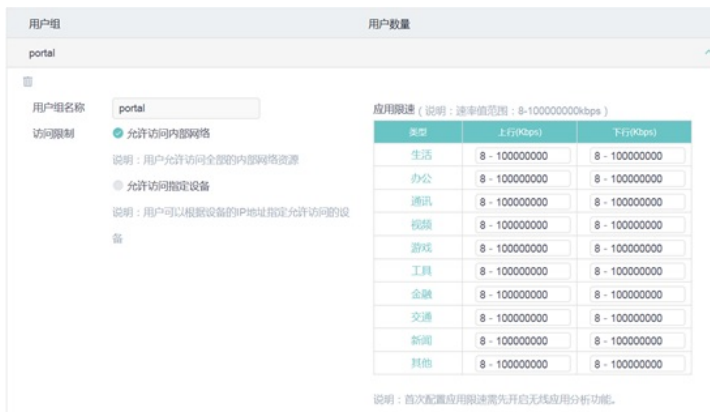 用户组 用户数量
portal
用户组名称 portal
访问限制 允许访问内部网络
说明：用户允许访问全部的内部网络资源
允许访问指定设备
说明：用户可以根据设备的IP地址指定允许访问的设
备
应用限速（说明：速率值范围：8-100000000kbps）
类型 上行(Kbps) 下行(Kbps)
生活 8 - 100000000 8 - 100000000
办公 8 - 100000000 8 - 100000000
通讯 8 - 100000000 8 - 100000000
视频 8 - 100000000 8 - 100000000
游戏 8 - 100000000 8 - 100000000
工具 8 - 100000000 8 - 100000000
金融 8 - 100000000 8 - 100000000
交通 8 - 100000000 8 - 100000000
新闻 8 - 100000000 8 - 100000000
其他 8 - 100000000 8 - 100000000
说明：首次配置应用限速需先开启无线应用分析功能。